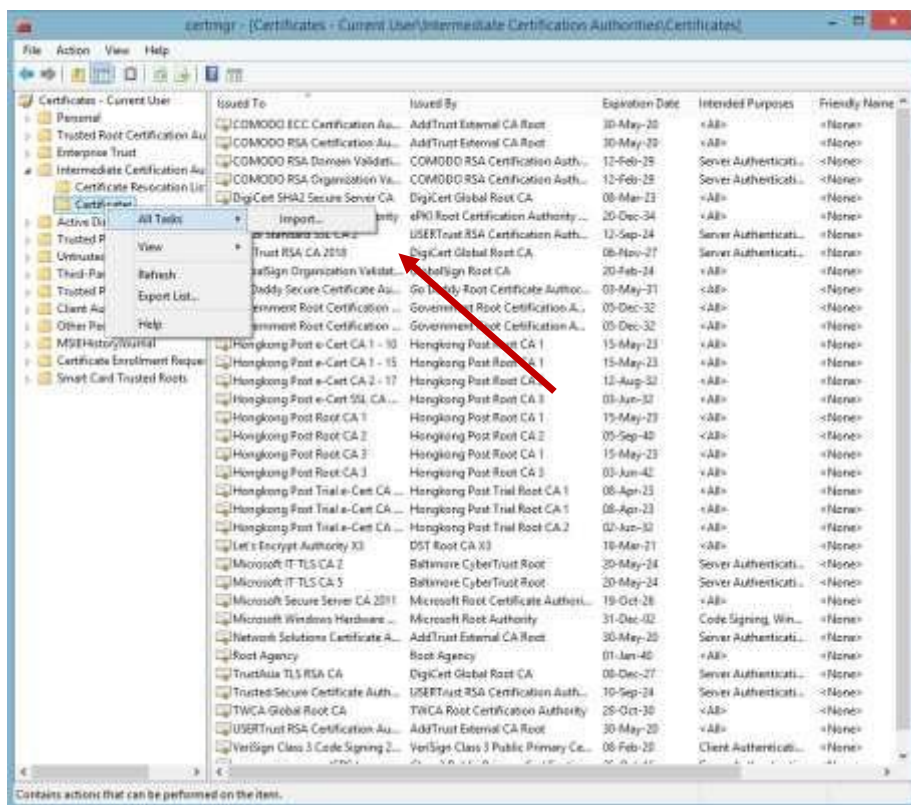 certmgr - [Certificates - Current User\Intermediate Certification Authorities\Certificates]
File Action View Help
Certificates - Current User
Personal
Trusted Root Certification Au
Enterprise Trust
Intermediate Certification Au
Certificate Revocation Lis
Certificates
Active Di
Trusted P
Untrusted
Third-Par
Trusted P
Client Au
Other Peo
MSIEHistoryJournal
Certificate Enrollment Reque
Smart Card Trusted Roots
All Tasks
Import...
View
Refresh
Export List...
Help
Issued To Issued By Expiration Date Intended Purposes Friendly Name
COMODO ECC Certification Au... AddTrust External CA Root 30-May-20 <All> <None>
COMODO RSA Certification Au... AddTrust External CA Root 30-May-20 <All> <None>
COMODO RSA Domain Validati... COMODO RSA Certification Auth... 12-Feb-29 Server Authenticati... <None>
COMODO RSA Organization Va... COMODO RSA Certification Auth... 12-Feb-29 Server Authenticati... <None>
DigiCert SHA2 Secure Server CA DigiCert Global Root CA 08-Mar-23 <All> <None>
ority ePKI Root Certification Authority ... 20-Dec-34 <All> <None>
Standard SSL CA 2 USERTrust RSA Certification Auth... 12-Sep-24 Server Authenticati... <None>
Trust RSA CA 2018 DigiCert Global Root CA 06-Nov-27 Server Authenticati... <None>
balSign Organization Validat... GlobalSign Root CA 20-Feb-24 <All> <None>
Daddy Secure Certificate Au... Go Daddy Root Certificate Author... 03-May-31 <All> <None>
ernment Root Certification ... Government Root Certification A... 05-Dec-32 <All> <None>
ernment Root Certification ... Government Root Certification A... 05-Dec-32 <All> <None>
Hongkong Post e-Cert CA 1 - 10 Hongkong Post Root CA 1 15-May-23 <All> <None>
Hongkong Post e-Cert CA 1 - 15 Hongkong Post Root CA 1 15-May-23 <All> <None>
Hongkong Post e-Cert CA 2 - 17 Hongkong Post Root CA 12-Aug-32 <All> <None>
Hongkong Post e-Cert SSL CA ... Hongkong Post Root CA 3 03-Jun-32 <All> <None>
Hongkong Post Root CA 1 Hongkong Post Root CA 1 15-May-23 <All> <None>
Hongkong Post Root CA 2 Hongkong Post Root CA 2 05-Sep-40 <All> <None>
Hongkong Post Root CA 3 Hongkong Post Root CA 1 15-May-23 <All> <None>
Hongkong Post Root CA 3 Hongkong Post Root CA 3 03-Jun-42 <All> <None>
Hongkong Post Trial e-Cert CA ... Hongkong Post Trial Root CA 1 08-Apr-23 <All> <None>
Hongkong Post Trial e-Cert CA ... Hongkong Post Trial Root CA 1 08-Apr-23 <All> <None>
Hongkong Post Trial e-Cert CA ... Hongkong Post Trial Root CA 2 02-Jun-32 <All> <None>
Let's Encrypt Authority X3 DST Root CA X3 18-Mar-21 <All> <None>
Microsoft IT TLS CA 2 Baltimore CyberTrust Root 20-May-24 Server Authenticati... <None>
Microsoft IT TLS CA 5 Baltimore CyberTrust Root 20-May-24 Server Authenticati... <None>
Microsoft Secure Server CA 2011 Microsoft Root Certificate Authori... 19-Oct-26 <All> <None>
Microsoft Windows Hardware ... Microsoft Root Authority 31-Dec-02 Code Signing, Win... <None>
Network Solutions Certificate A... AddTrust External CA Root 30-May-20 Server Authenticati... <None>
Root Agency Root Agency 01-Jan-40 <All> <None>
TrustAsia TLS RSA CA DigiCert Global Root CA 08-Dec-27 Server Authenticati... <None>
Trusted Secure Certificate Auth... USERTrust RSA Certification Auth... 10-Sep-24 Server Authenticati... <None>
TWCA Global Root CA TWCA Root Certification Authority 28-Oct-30 <All> <None>
USERTrust RSA Certification Au... AddTrust External CA Root 30-May-20 <All> <None>
VeriSign Class 3 Code Signing 2... VeriSign Class 3 Public Primary Ce... 08-Feb-20 Client Authenticati... <None>
Contains actions that can be performed on the item.